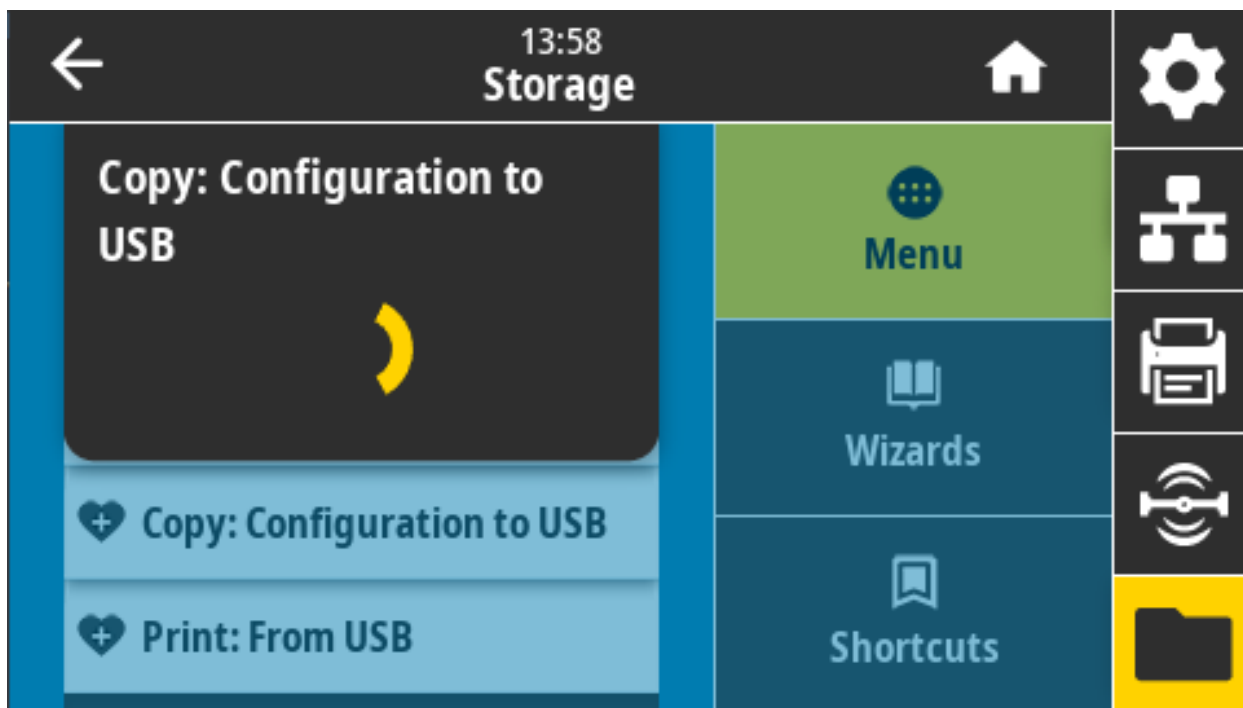 13:58
Storage
Copy: Configuration to
USB
Copy: Configuration to USB
Print: From USB
Menu
Wizards
Shortcuts